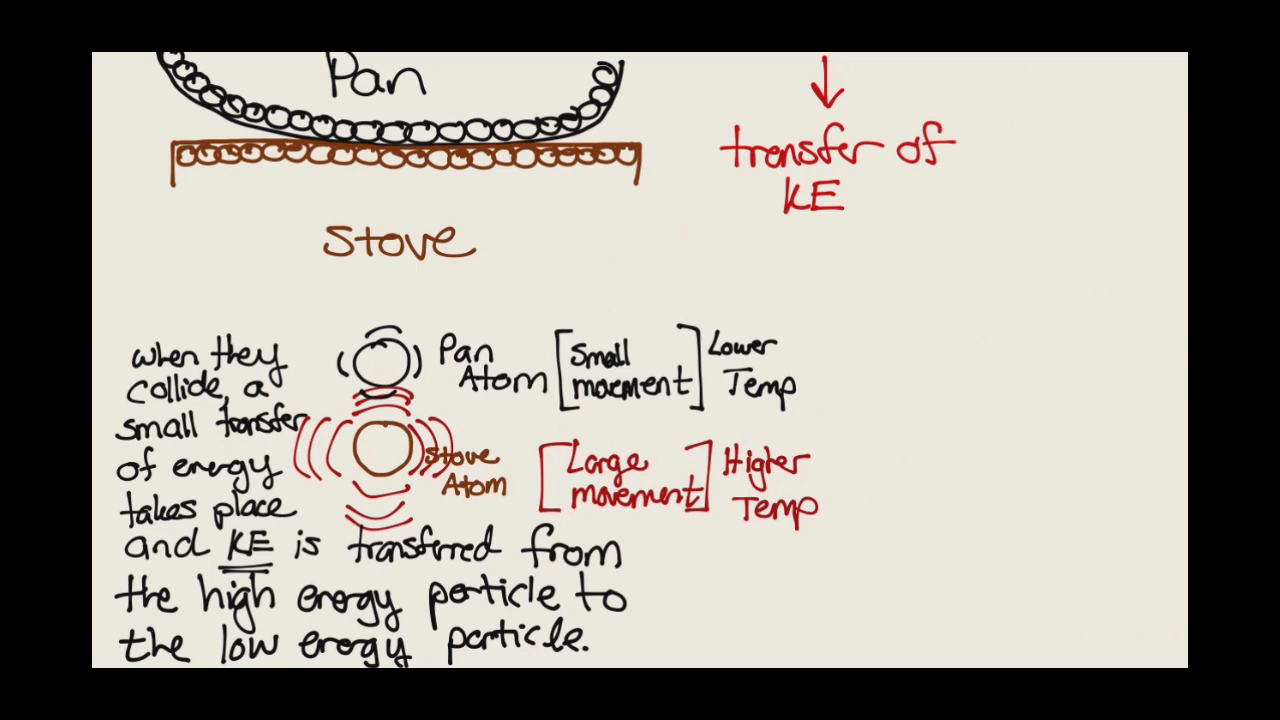 Pan
transfer of
KE
Stove
when they
collide, a
small transfer
of energy
takes place
and KE is transferred from
the high energy particle to
the low energy particle.
Pan
Atom
[Small
movement]
Lower
Temp
Stove
Atom
[Large
movement]
Higher
Temp